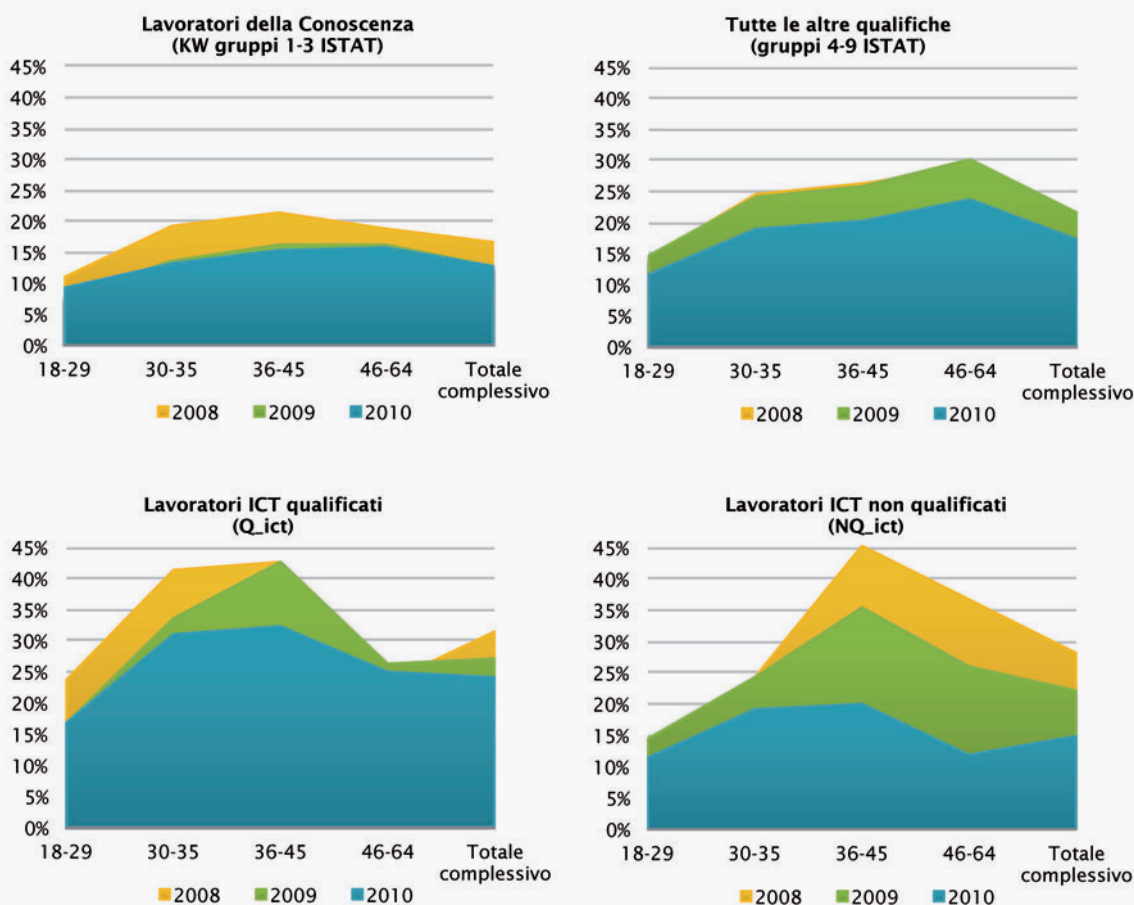 Lavoratori della Conoscenza
(KW gruppi 1-3 ISTAT)
45%
40%
35%
30%
25%
20%
15%
10%
5%
0%
18-29 30-35 36-45 46-64 Totale
complessivo
2008 2009 2010
Tutte le altre qualifiche
(gruppi 4-9 ISTAT)
45%
40%
35%
30%
25%
20%
15%
10%
5%
0%
18-29 30-35 36-45 46-64 Totale
complessivo
2008 2009 2010
Lavoratori ICT qualificati
(Q_ict)
45%
40%
35%
30%
25%
20%
15%
10%
5%
0%
18-29 30-35 36-45 46-64 Totale
complessivo
2008 2009 2010
Lavoratori ICT non qualificati
(NQ_ict)
45%
40%
35%
30%
25%
20%
15%
10%
5%
0%
18-29 30-35 36-45 46-64 Totale
complessivo
2008 2009 2010